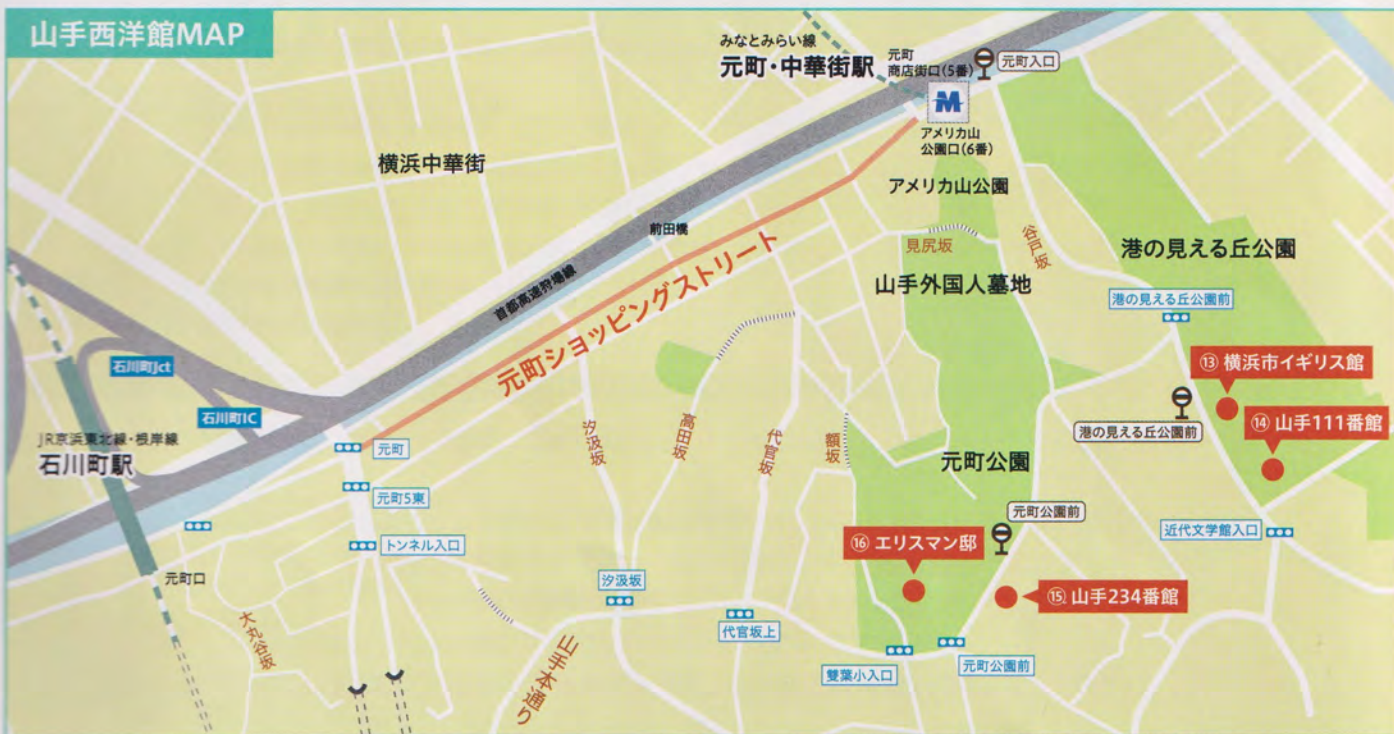 山手西洋館MAP
みなとみらい線
元町・中華街駅
元町
商店街口(5番)
元町入口
M
アメリカ山
公園口(6番)
横浜中華街
アメリカ山公園
前田橋
見尻坂
谷戸坂
港の見える丘公園
山手外国人墓地
首都高速狩場線
元町ショッピングストリート
港の見える丘公園前
石川町Jct
⑬ 横浜市イギリス館
石川町IC
⑭ 山手111番館
JR京浜東北線・根岸線
石川町駅
元町
汐汲坂
高田坂
代官坂
額坂
港の見える丘公園前
元町公園
元町5東
元町公園前
トンネル入口
⑯ エリスマン邸
近代文学館入口
元町口
汐汲坂
⑮ 山手234番館
大丸谷坂
代官坂上
山手本通り
雙葉小入口
元町公園前